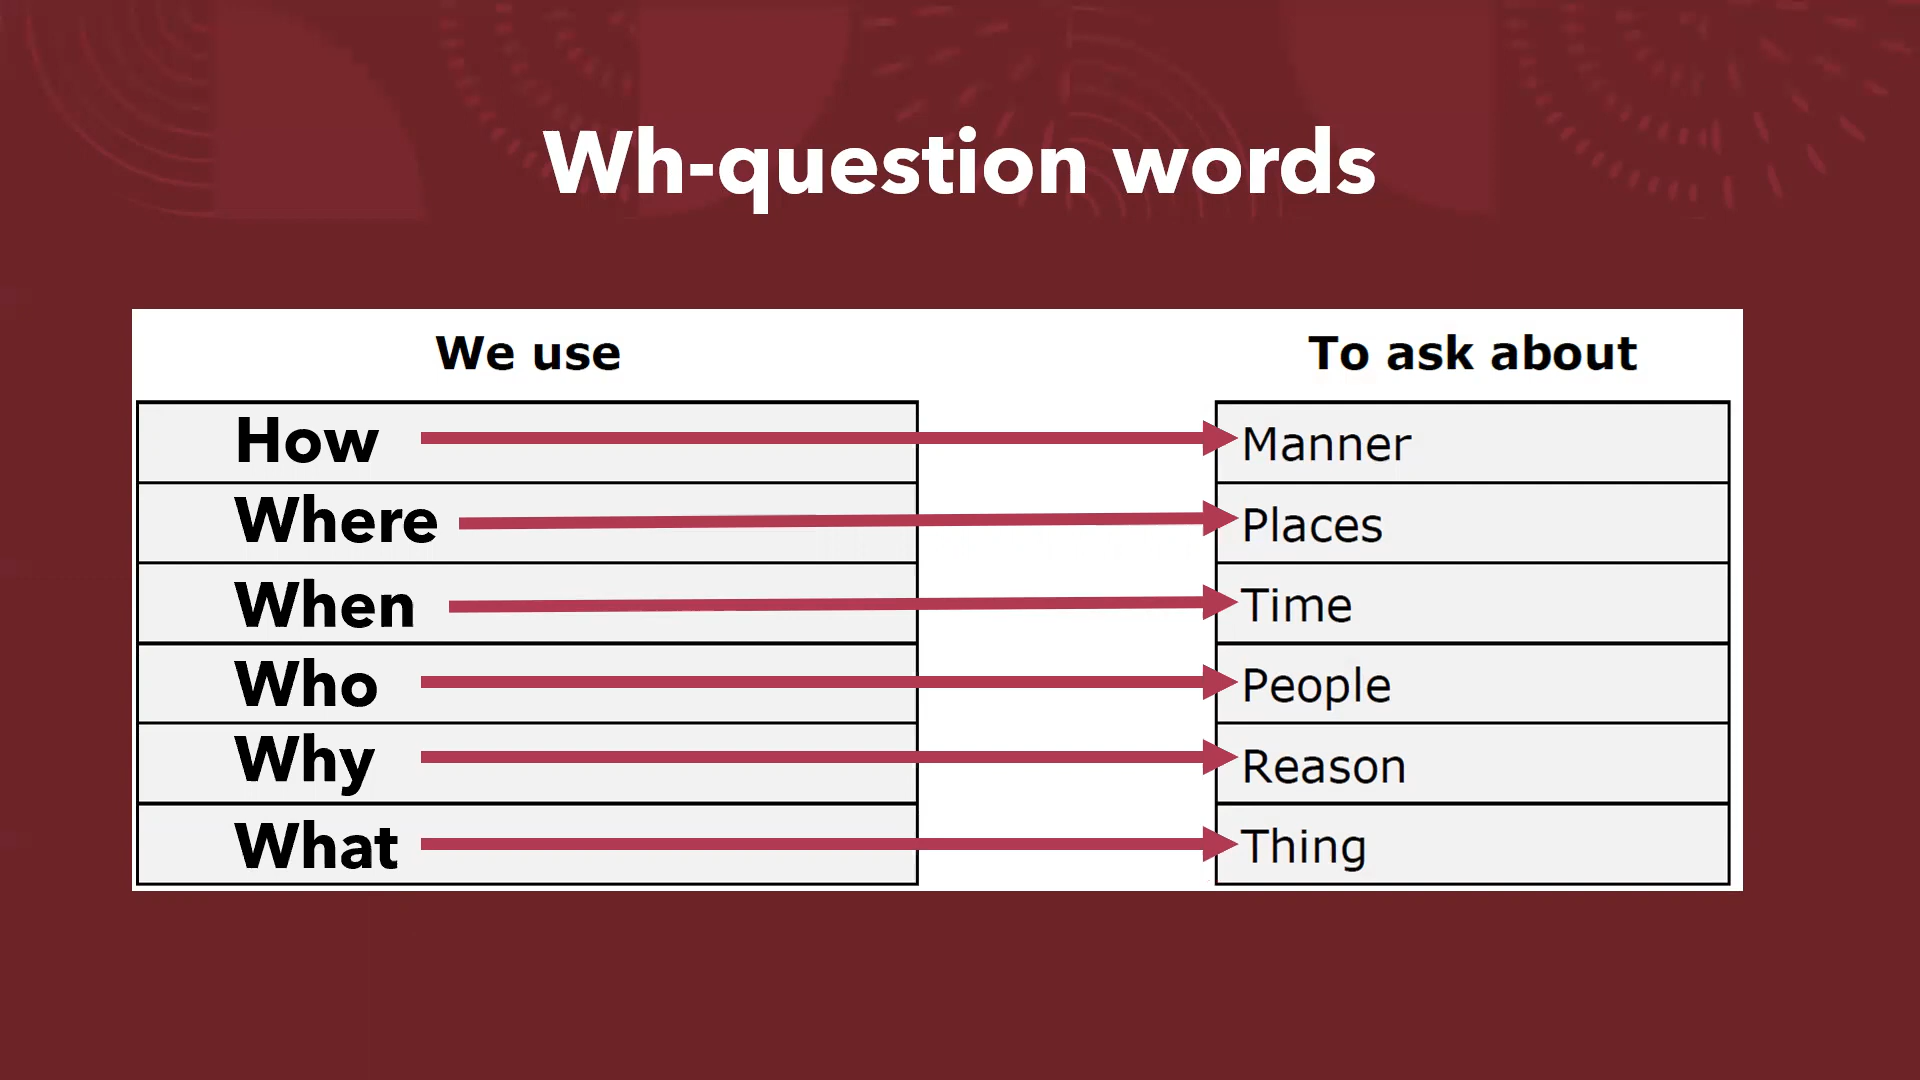 Wh-question words
We use To ask about
How Manner
Where Places
When Time
Who People
Why Reason
What Thing